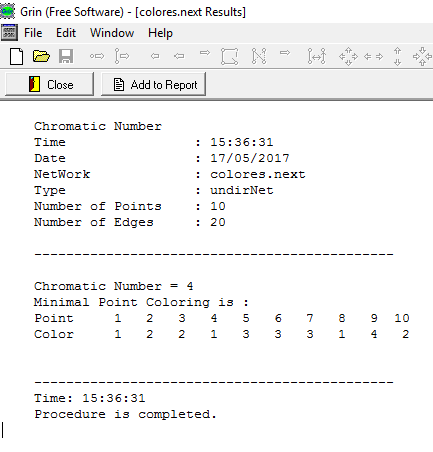 Grin (Free Software) - [colores.next Results]
File Edit Window Help
Close Add to Report
Chromatic Number
Time : 15:36:31
Date : 17/05/2017
NetWork : colores.next
Type : undirNet
Number of Points : 10
Number of Edges : 20
---------------------------------------------
Chromatic Number = 4
Minimal Point Coloring is :
Point 1 2 3 4 5 6 7 8 9 10
Color 1 2 2 1 3 3 3 1 4 2
---------------------------------------------
Time: 15:36:31
Procedure is completed.